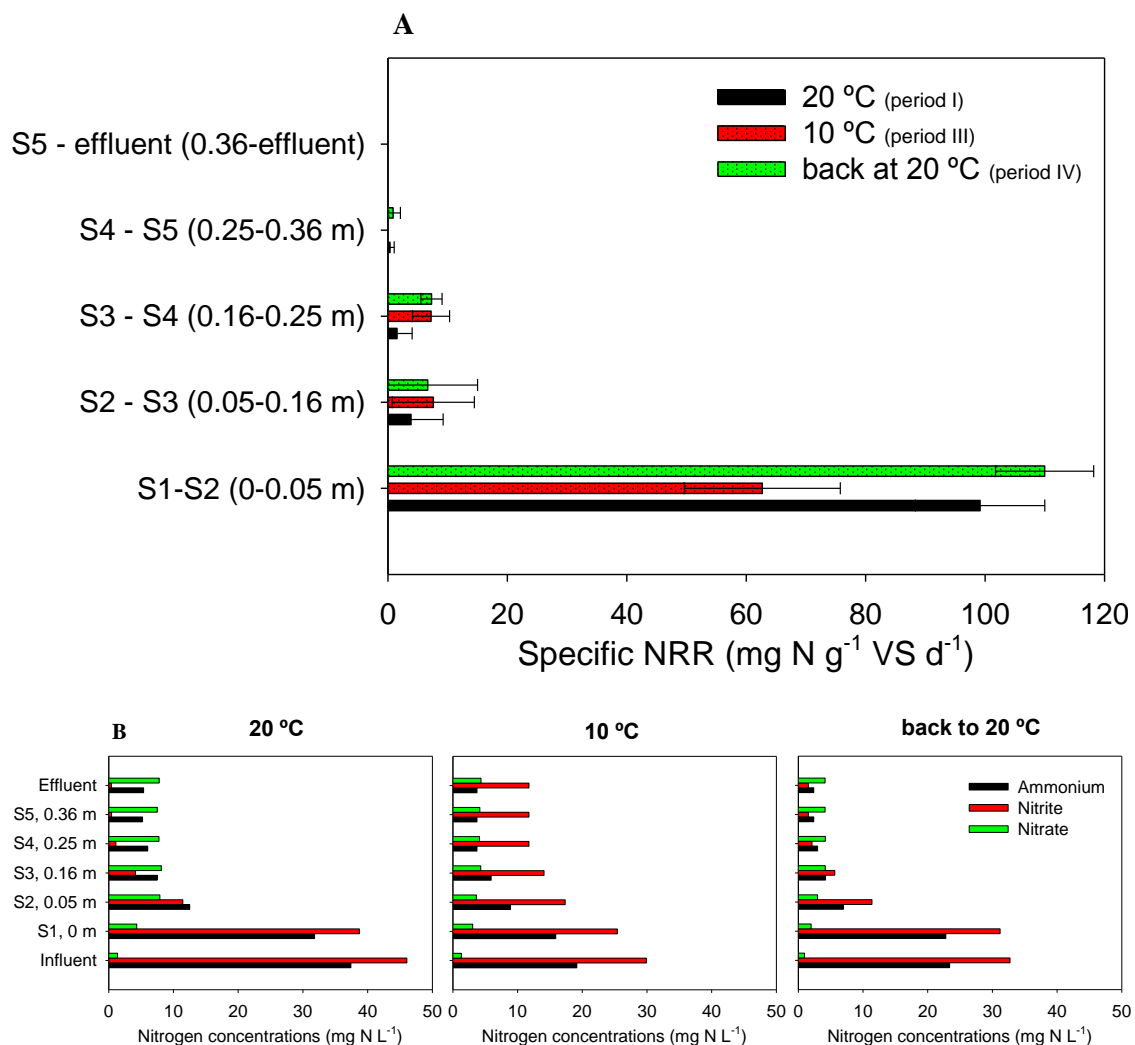 A
20 ºC (period I)
10 ºC (period III)
back at 20 ºC (period IV)
S5 - effluent (0.36-effluent)
S4 - S5 (0.25-0.36 m)
S3 - S4 (0.16-0.25 m)
S2 - S3 (0.05-0.16 m)
S1-S2 (0-0.05 m)
0 20 40 60 80 100 120
Specific NRR (mg N g⁻¹ VS d⁻¹)
B
20 ºC
10 ºC
back to 20 ºC
Effluent
S5, 0.36 m
S4, 0.25 m
S3, 0.16 m
S2, 0.05 m
S1, 0 m
Influent
Ammonium
Nitrite
Nitrate
0 10 20 30 40 50
0 10 20 30 40 50
0 10 20 30 40 50
Nitrogen concentrations (mg N L⁻¹)
Nitrogen concentrations (mg N L⁻¹)
Nitrogen concentrations (mg N L⁻¹)